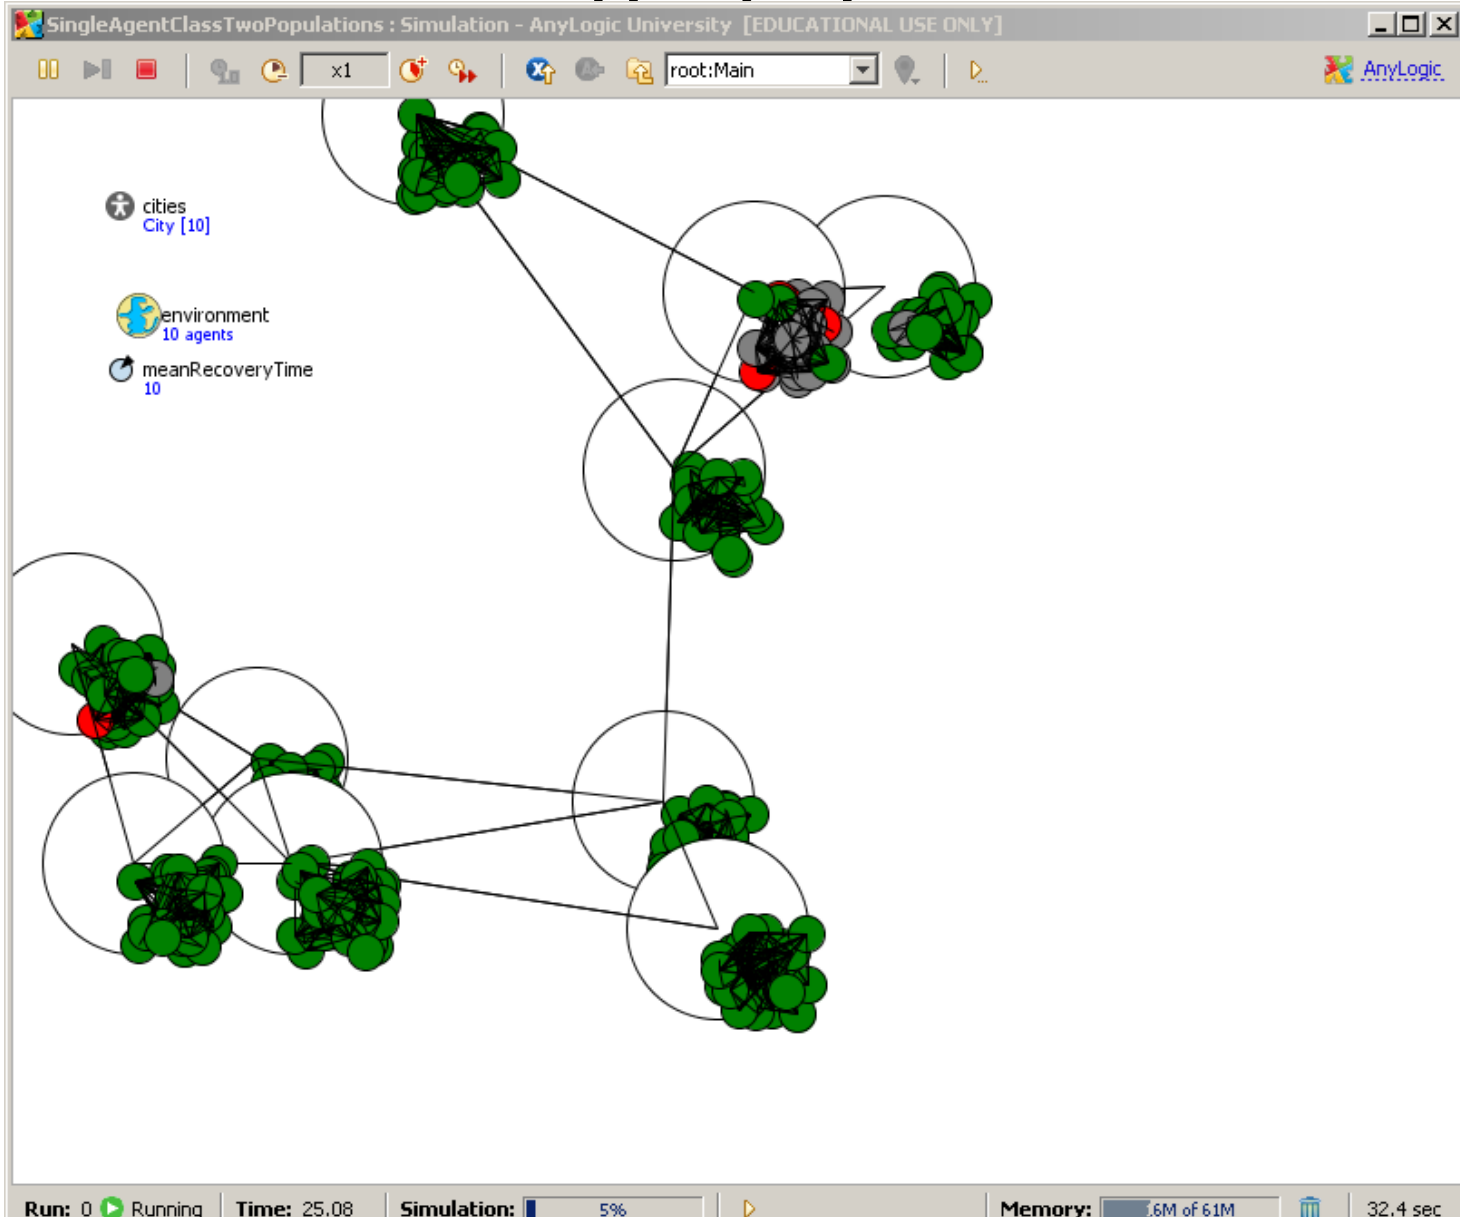 SingleAgentClassTwoPopulations : Simulation - AnyLogic University [EDUCATIONAL USE ONLY]
x1 root:Main AnyLogic
cities
City [10]
environment
10 agents
meanRecoveryTime
10
Run: 0 Running Time: 25.08 Simulation: 5% Memory: of 61M 32.4 sec